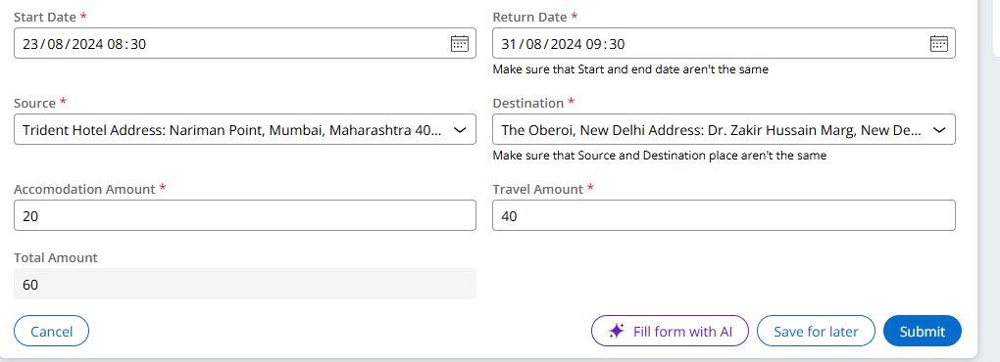 Start Date *
Return Date *
23/08/2024 08:30
31/08/2024 09:30
Make sure that Start and end date aren't the same
Source *
Destination *
Trident Hotel Address: Nariman Point, Mumbai, Maharashtra 40...
The Oberoi, New Delhi Address: Dr. Zakir Hussain Marg, New De...
Make sure that Source and Destination place aren't the same
Accomodation Amount *
Travel Amount *
20
40
Total Amount
60
Cancel
Fill form with AI
Save for later
Submit